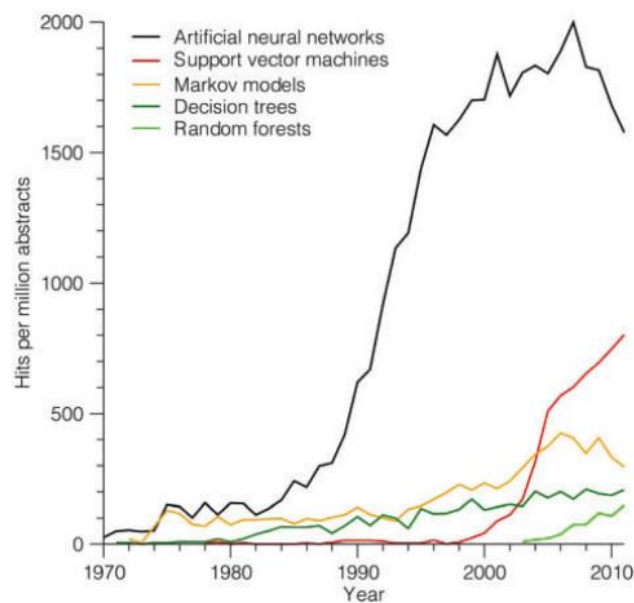 2000
Artificial neural networks
Support vector machines
Markov models
Decision trees
Random forests
1500
Hits per million abstracts
1000
500
0
1970
1980
1990
2000
2010
Year